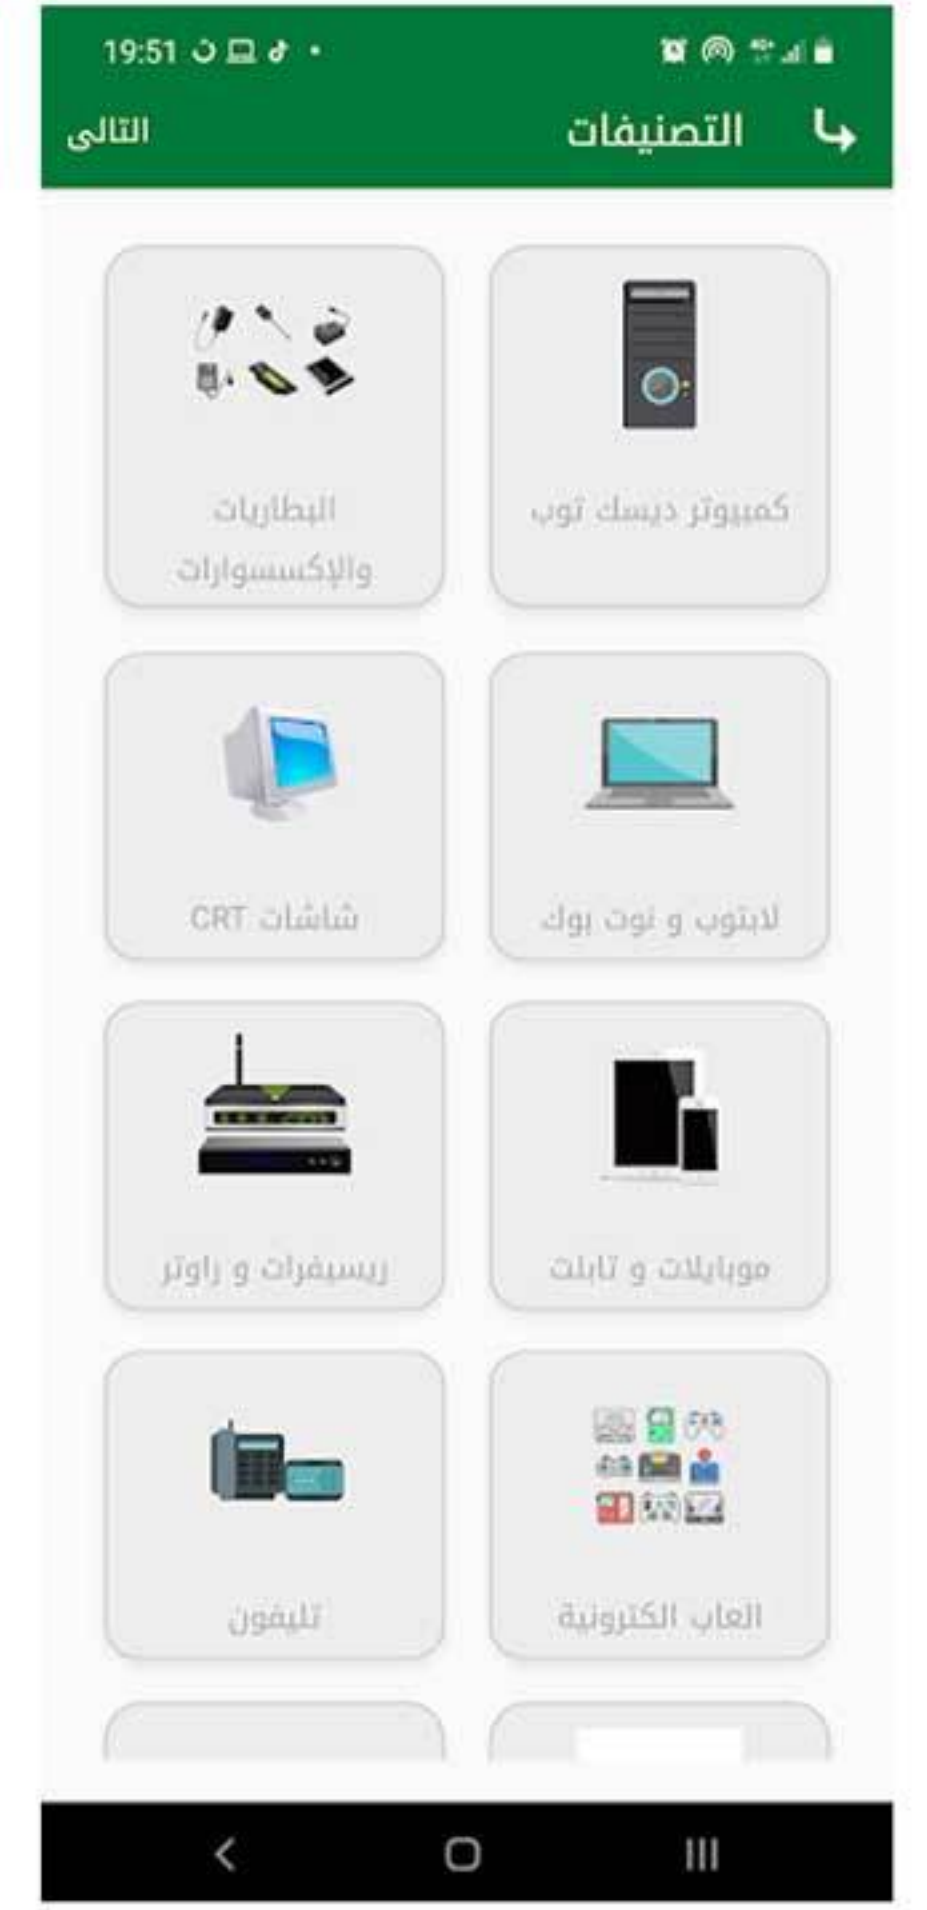 19:51
التصنيفات
التالى
كمبيوتر ديسك توب
البطاريات
والإكسسوارات
لابتوب و نوت بوك
شاشات CRT
موبايلات و تابلت
ريسيفرات و راوتر
العاب الكترونية
تليفون